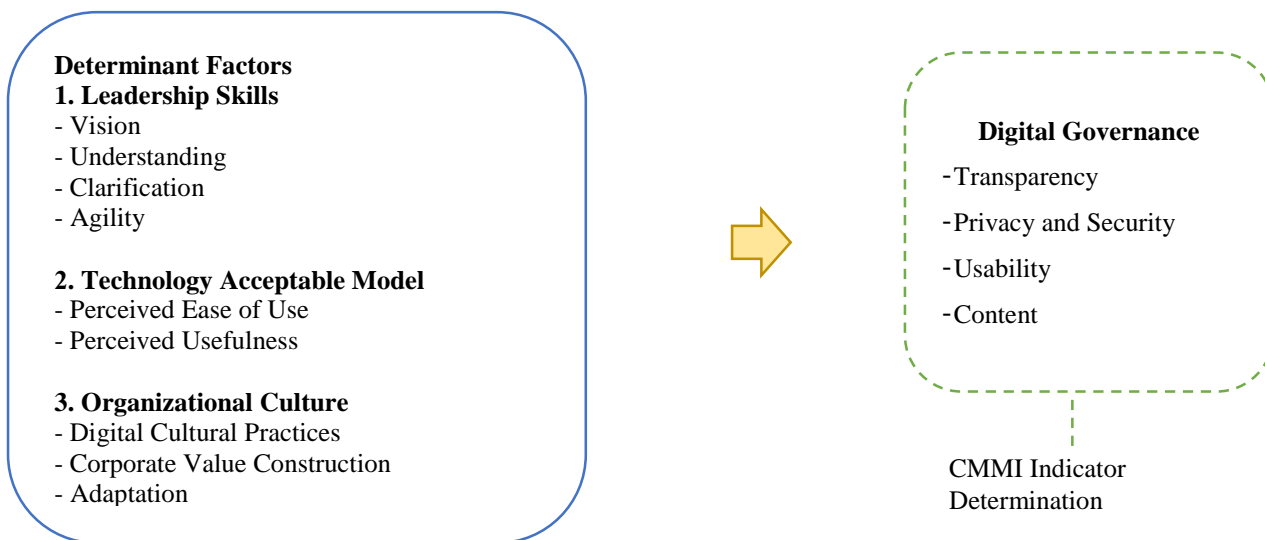 Determinant Factors
1. Leadership Skills
- Vision
- Understanding
- Clarification
- Agility
2. Technology Acceptable Model
- Perceived Ease of Use
- Perceived Usefulness
3. Organizational Culture
- Digital Cultural Practices
- Corporate Value Construction
- Adaptation
Digital Governance
-Transparency
-Privacy and Security
-Usability
-Content
CMMI Indicator
Determination